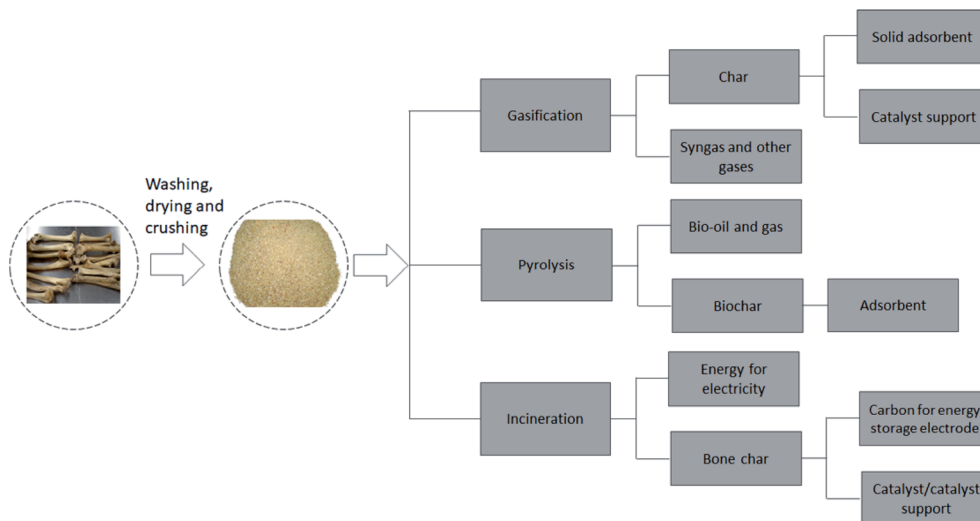 Washing,
drying and
crushing
Gasification
Char
Solid adsorbent
Catalyst support
Syngas and other
gases
Pyrolysis
Bio-oil and gas
Biochar
Adsorbent
Incineration
Energy for
electricity
Bone char
Carbon for energy
storage electrode
Catalyst/catalyst
support